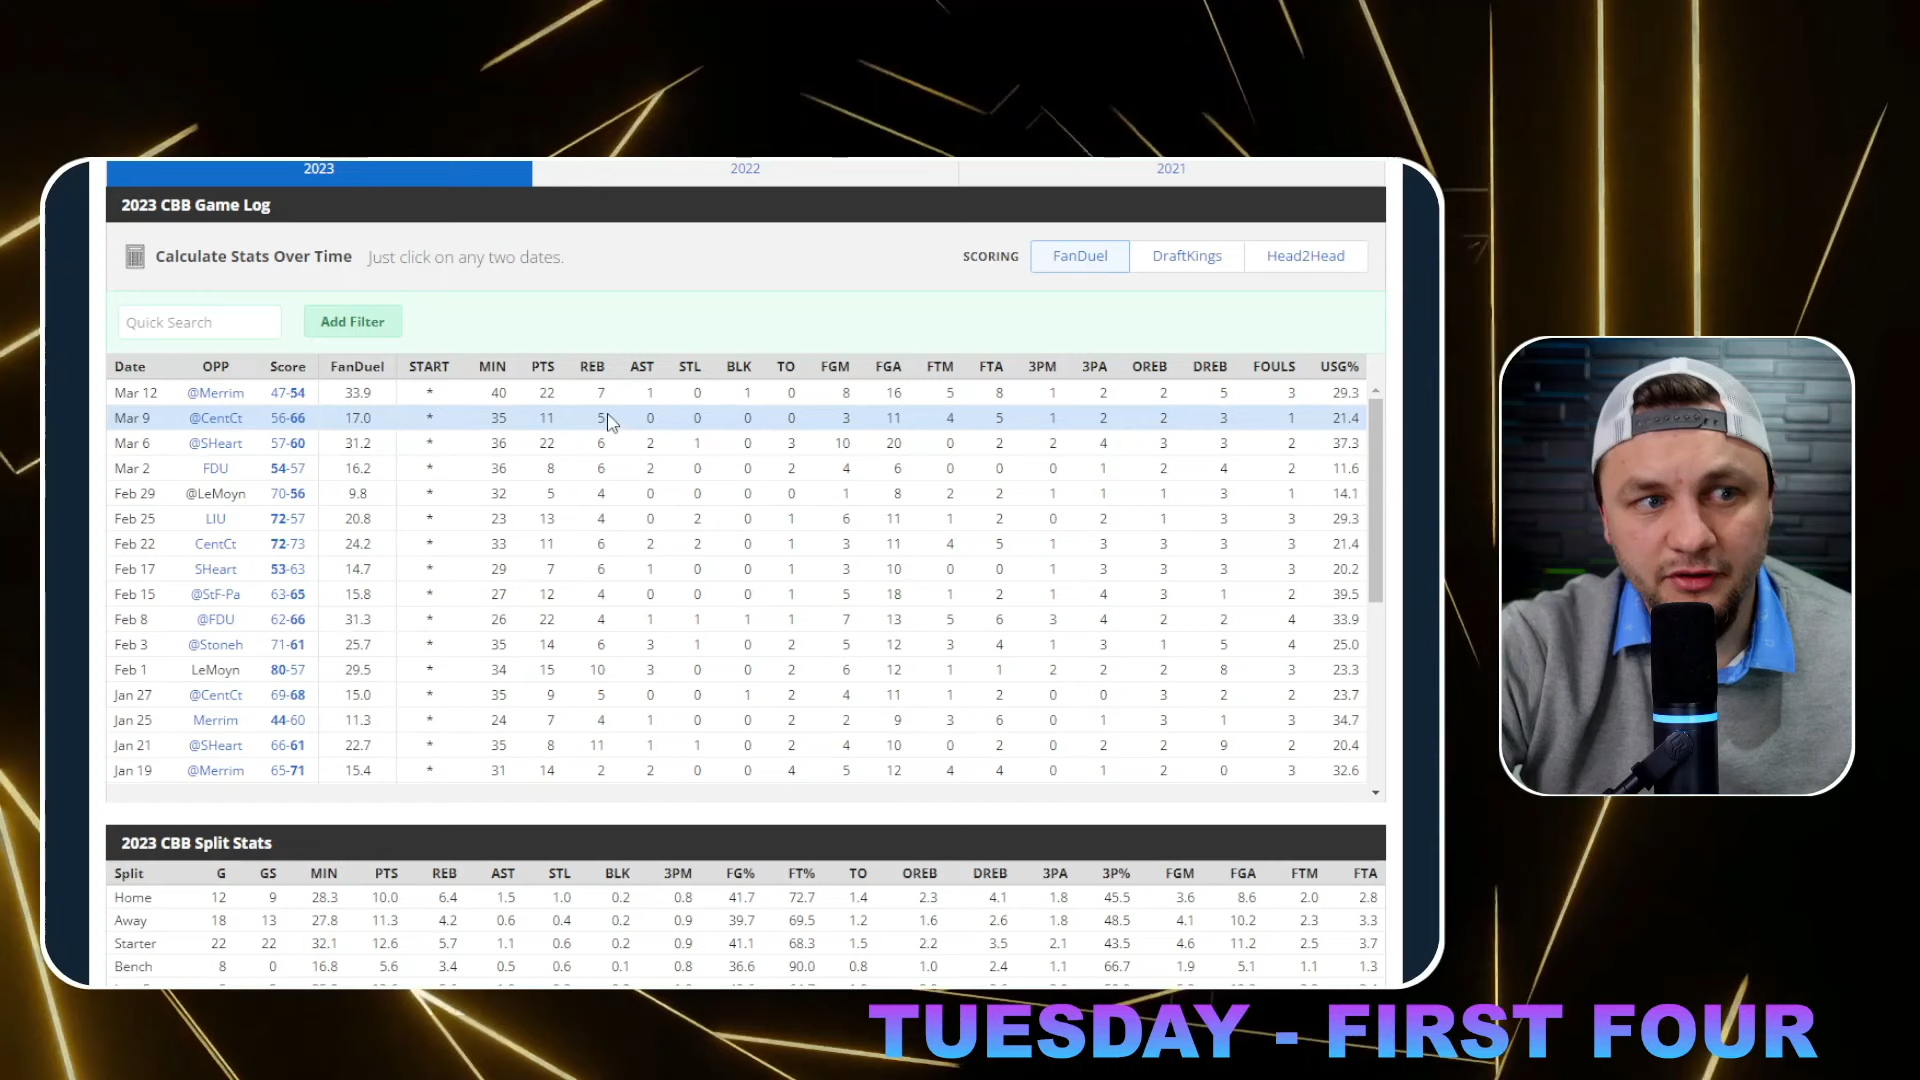 2023 2022 2021
2023 CBB Game Log
Calculate Stats Over Time Just click on any two dates. SCORING FanDuel DraftKings Head2Head
Quick Search Add Filter
Date OPP Score FanDuel START MIN PTS REB AST STL BLK TO FGM FGA FTM FTA 3PM 3PA OREB DREB FOULS USG%
Mar 12 @Merrim 47-54 33.9 * 40 22 7 1 0 1 0 8 16 5 8 1 2 2 5 3 29.3
Mar 9 @CentCt 56-66 17.0 * 35 11 5 0 0 0 0 3 11 4 5 1 2 2 3 1 21.4
Mar 6 @SHeart 57-60 31.2 * 36 22 6 2 1 0 3 10 20 0 2 2 4 3 3 2 37.3
Mar 2 FDU 54-57 16.2 * 36 8 6 2 0 0 2 4 6 0 0 0 1 2 4 2 11.6
Feb 29 @LeMoyn 70-56 9.8 * 32 5 4 0 0 0 0 1 8 2 2 1 1 1 3 1 14.1
Feb 25 LIU 72-57 20.8 * 23 13 4 0 2 0 1 6 11 1 2 0 2 1 3 3 29.3
Feb 22 CentCt 72-73 24.2 * 33 11 6 2 2 0 1 3 11 4 5 1 3 3 3 3 21.4
Feb 17 SHeart 53-63 14.7 * 29 7 6 1 0 0 1 3 10 0 0 1 3 3 3 3 20.2
Feb 15 @StF-Pa 63-65 15.8 * 27 12 4 0 0 0 1 5 18 1 2 1 4 3 1 2 39.5
Feb 8 @FDU 62-66 31.3 * 26 22 4 1 1 1 1 7 13 5 6 3 4 2 2 4 33.9
Feb 3 @Stoneh 71-61 25.7 * 35 14 6 3 1 0 2 5 12 3 4 1 3 1 5 4 25.0
Feb 1 LeMoyn 80-57 29.5 * 34 15 10 3 0 0 2 6 12 1 1 2 2 2 8 3 23.3
Jan 27 @CentCt 69-68 15.0 * 35 9 5 0 0 1 2 4 11 1 2 0 0 3 2 2 23.7
Jan 25 Merrim 44-60 11.3 * 24 7 4 1 0 0 2 2 9 3 6 0 1 3 1 3 34.7
Jan 21 @SHeart 66-61 22.7 * 35 8 11 1 1 0 2 4 10 0 2 0 2 2 9 2 20.4
Jan 19 @Merrim 65-71 15.4 * 31 14 2 2 0 0 4 5 12 4 4 0 1 2 0 3 32.6
2023 CBB Split Stats
Split G GS MIN PTS REB AST STL BLK 3PM FG% FT% TO OREB DREB 3PA 3P% FGM FGA FTM FTA
Home 12 9 28.3 10.0 6.4 1.5 1.0 0.2 0.8 41.7 72.7 1.4 2.3 4.1 1.8 45.5 3.6 8.6 2.0 2.8
Away 18 13 27.8 11.3 4.2 0.6 0.4 0.2 0.9 39.7 69.5 1.2 1.6 2.6 1.8 48.5 4.1 10.2 2.3 3.3
Starter 22 22 32.1 12.6 5.7 1.1 0.6 0.2 0.9 41.1 68.3 1.5 2.2 3.5 2.1 43.5 4.6 11.2 2.5 3.7
Bench 8 0 16.8 5.6 3.4 0.5 0.6 0.1 0.8 36.6 90.0 0.8 1.0 2.4 1.1 66.7 1.9 5.1 1.1 1.3
TUESDAY - FIRST FOUR